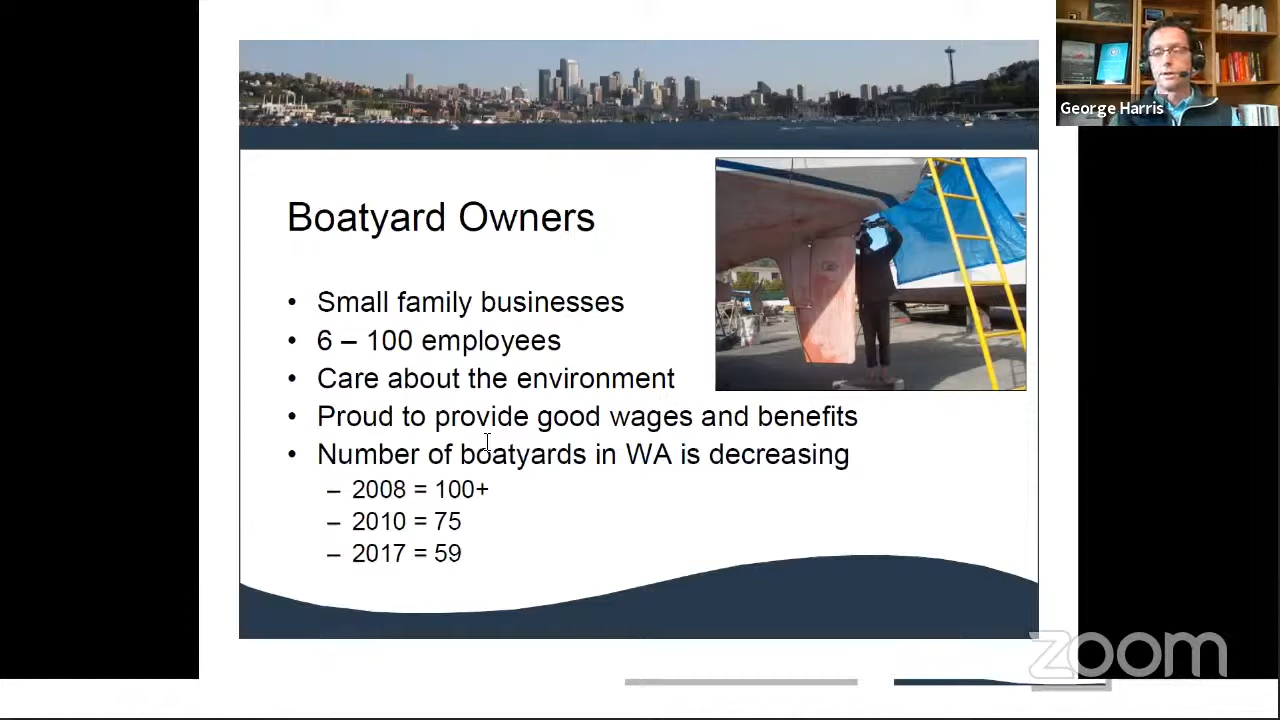 George Harris
Boatyard Owners
• Small family businesses
• 6 – 100 employees
• Care about the environment
• Proud to provide good wages and benefits
• Number of boatyards in WA is decreasing
– 2008 = 100+
– 2010 = 75
– 2017 = 59
zoom